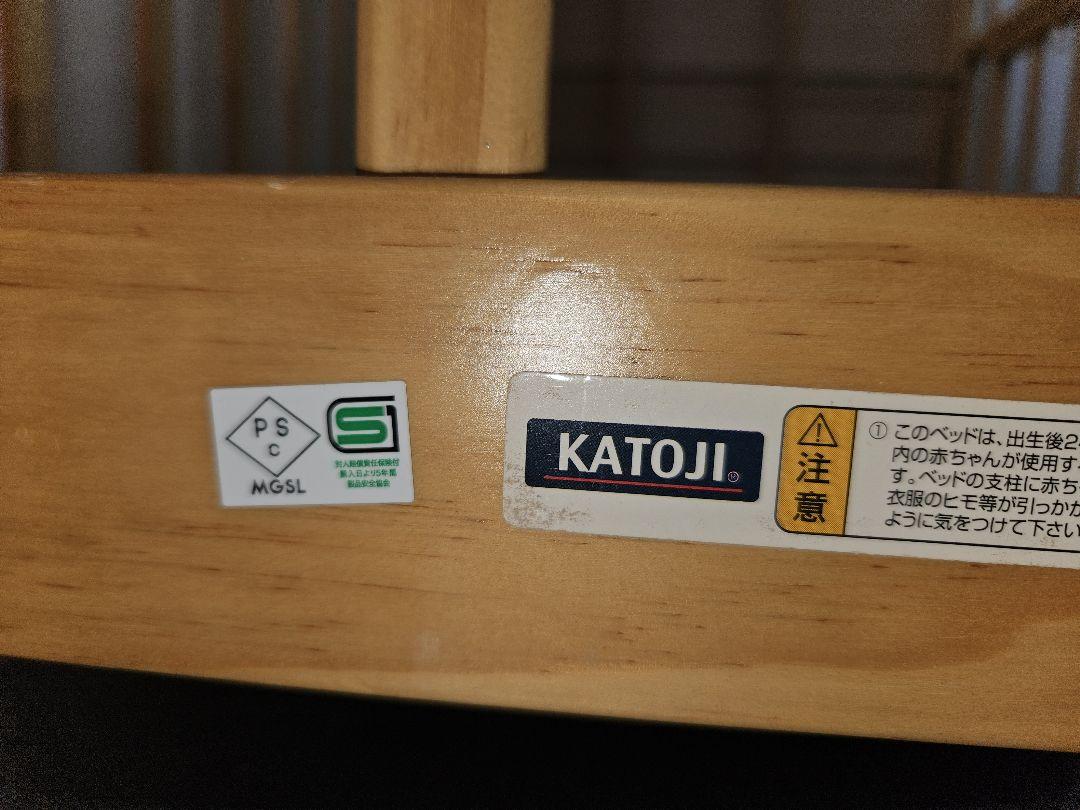 PS
C
MGSL
S
対人賠償責任保険付
購入日より5年間
製品安全協会
KATOJI®
注意
① このベッドは、出生後2
内の赤ちゃんが使用す
す。ベッドの支柱に赤ち
衣服のヒモ等が引っか
ように気をつけて下さい